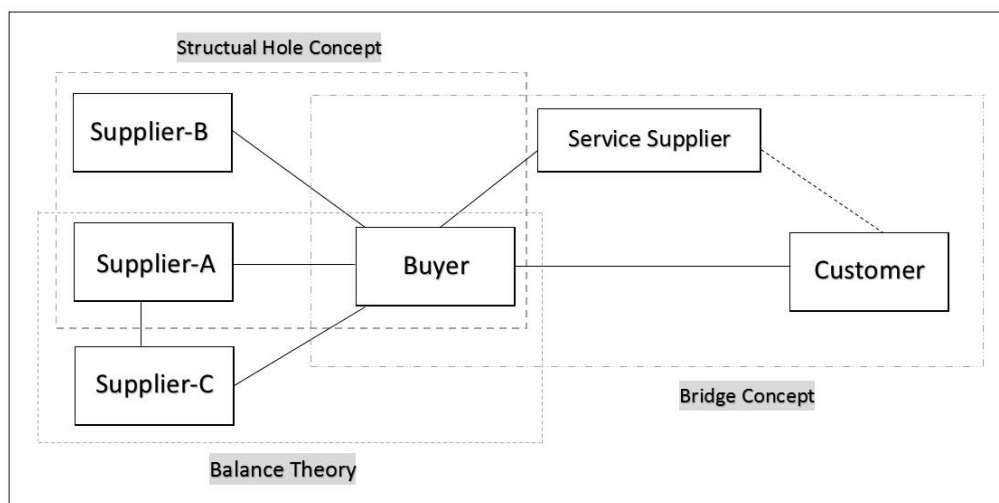 Structual Hole Concept
Supplier-B
Service Supplier
Supplier-A
Buyer
Customer
Supplier-C
Bridge Concept
Balance Theory